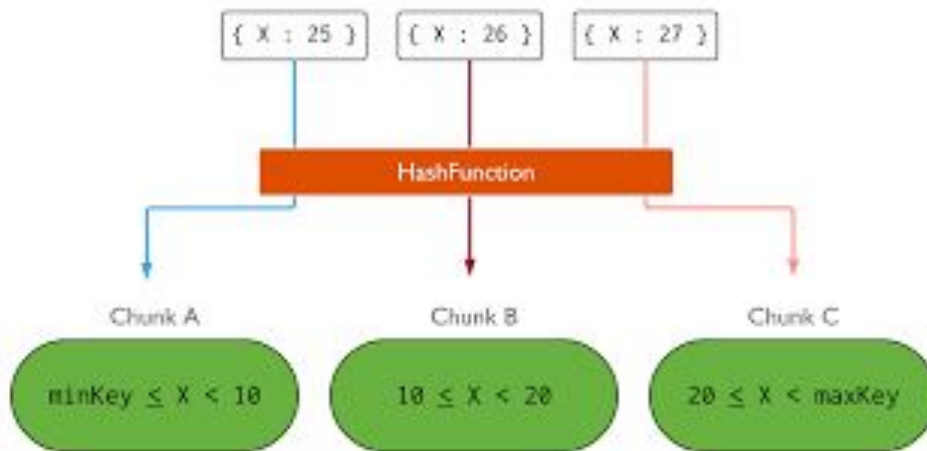 { X : 25 } { X : 26 } { X : 27 }
HashFunction
Chunk A Chunk B Chunk C
minKey ≤ X < 10 10 ≤ X < 20 20 ≤ X < maxKey